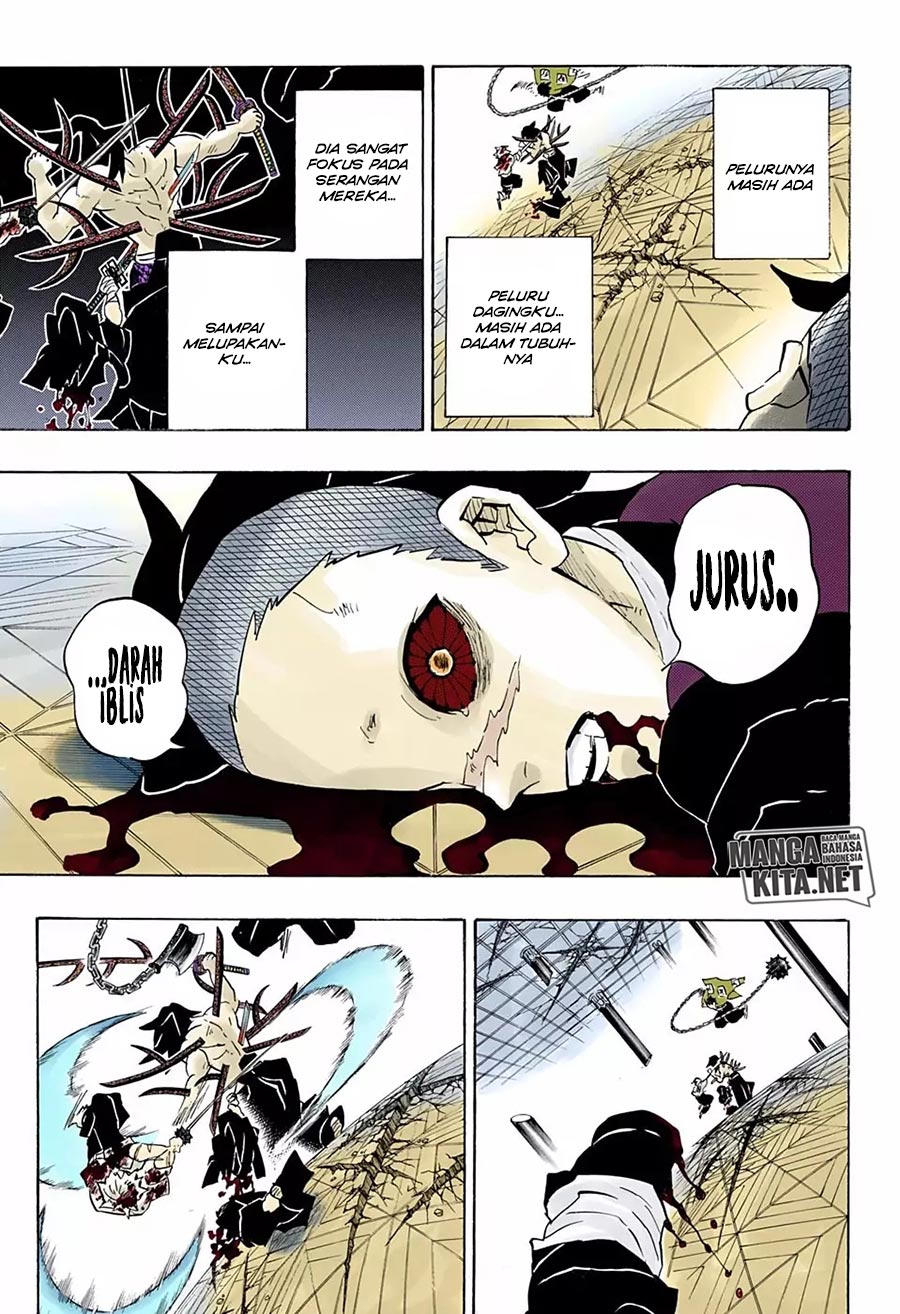 PELURUNYA
MASIH ADA
PELURU
DAGINGKU...
MASIH ADA
DALAM TUBUH-
NYA
DIA SANGAT
FOKUS PADA
SERANGAN
MEREKA...
SAMPAI
MELUPAKAN-
KU...
JURUS..
...DARAH
IBLIS
MANGA
BACA MANGA
BAHASA
INDONESIA
KITA.NET